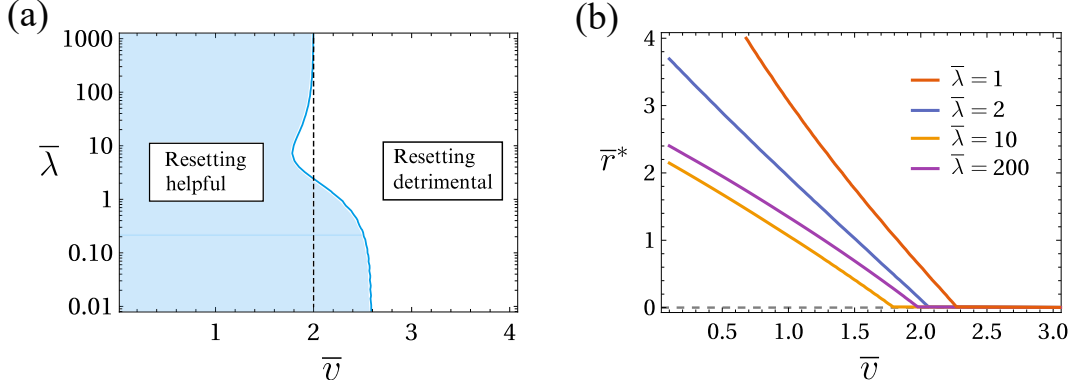 (a)
1000
100
10
1
0.10
0.01
λ̅
Resetting
helpful
Resetting
detrimental
1
2
3
4
v̅
(b)
4
3
2
1
0
r̅*
λ̅ = 1
λ̅ = 2
λ̅ = 10
λ̅ = 200
0.5
1.0
1.5
2.0
2.5
3.0
v̅